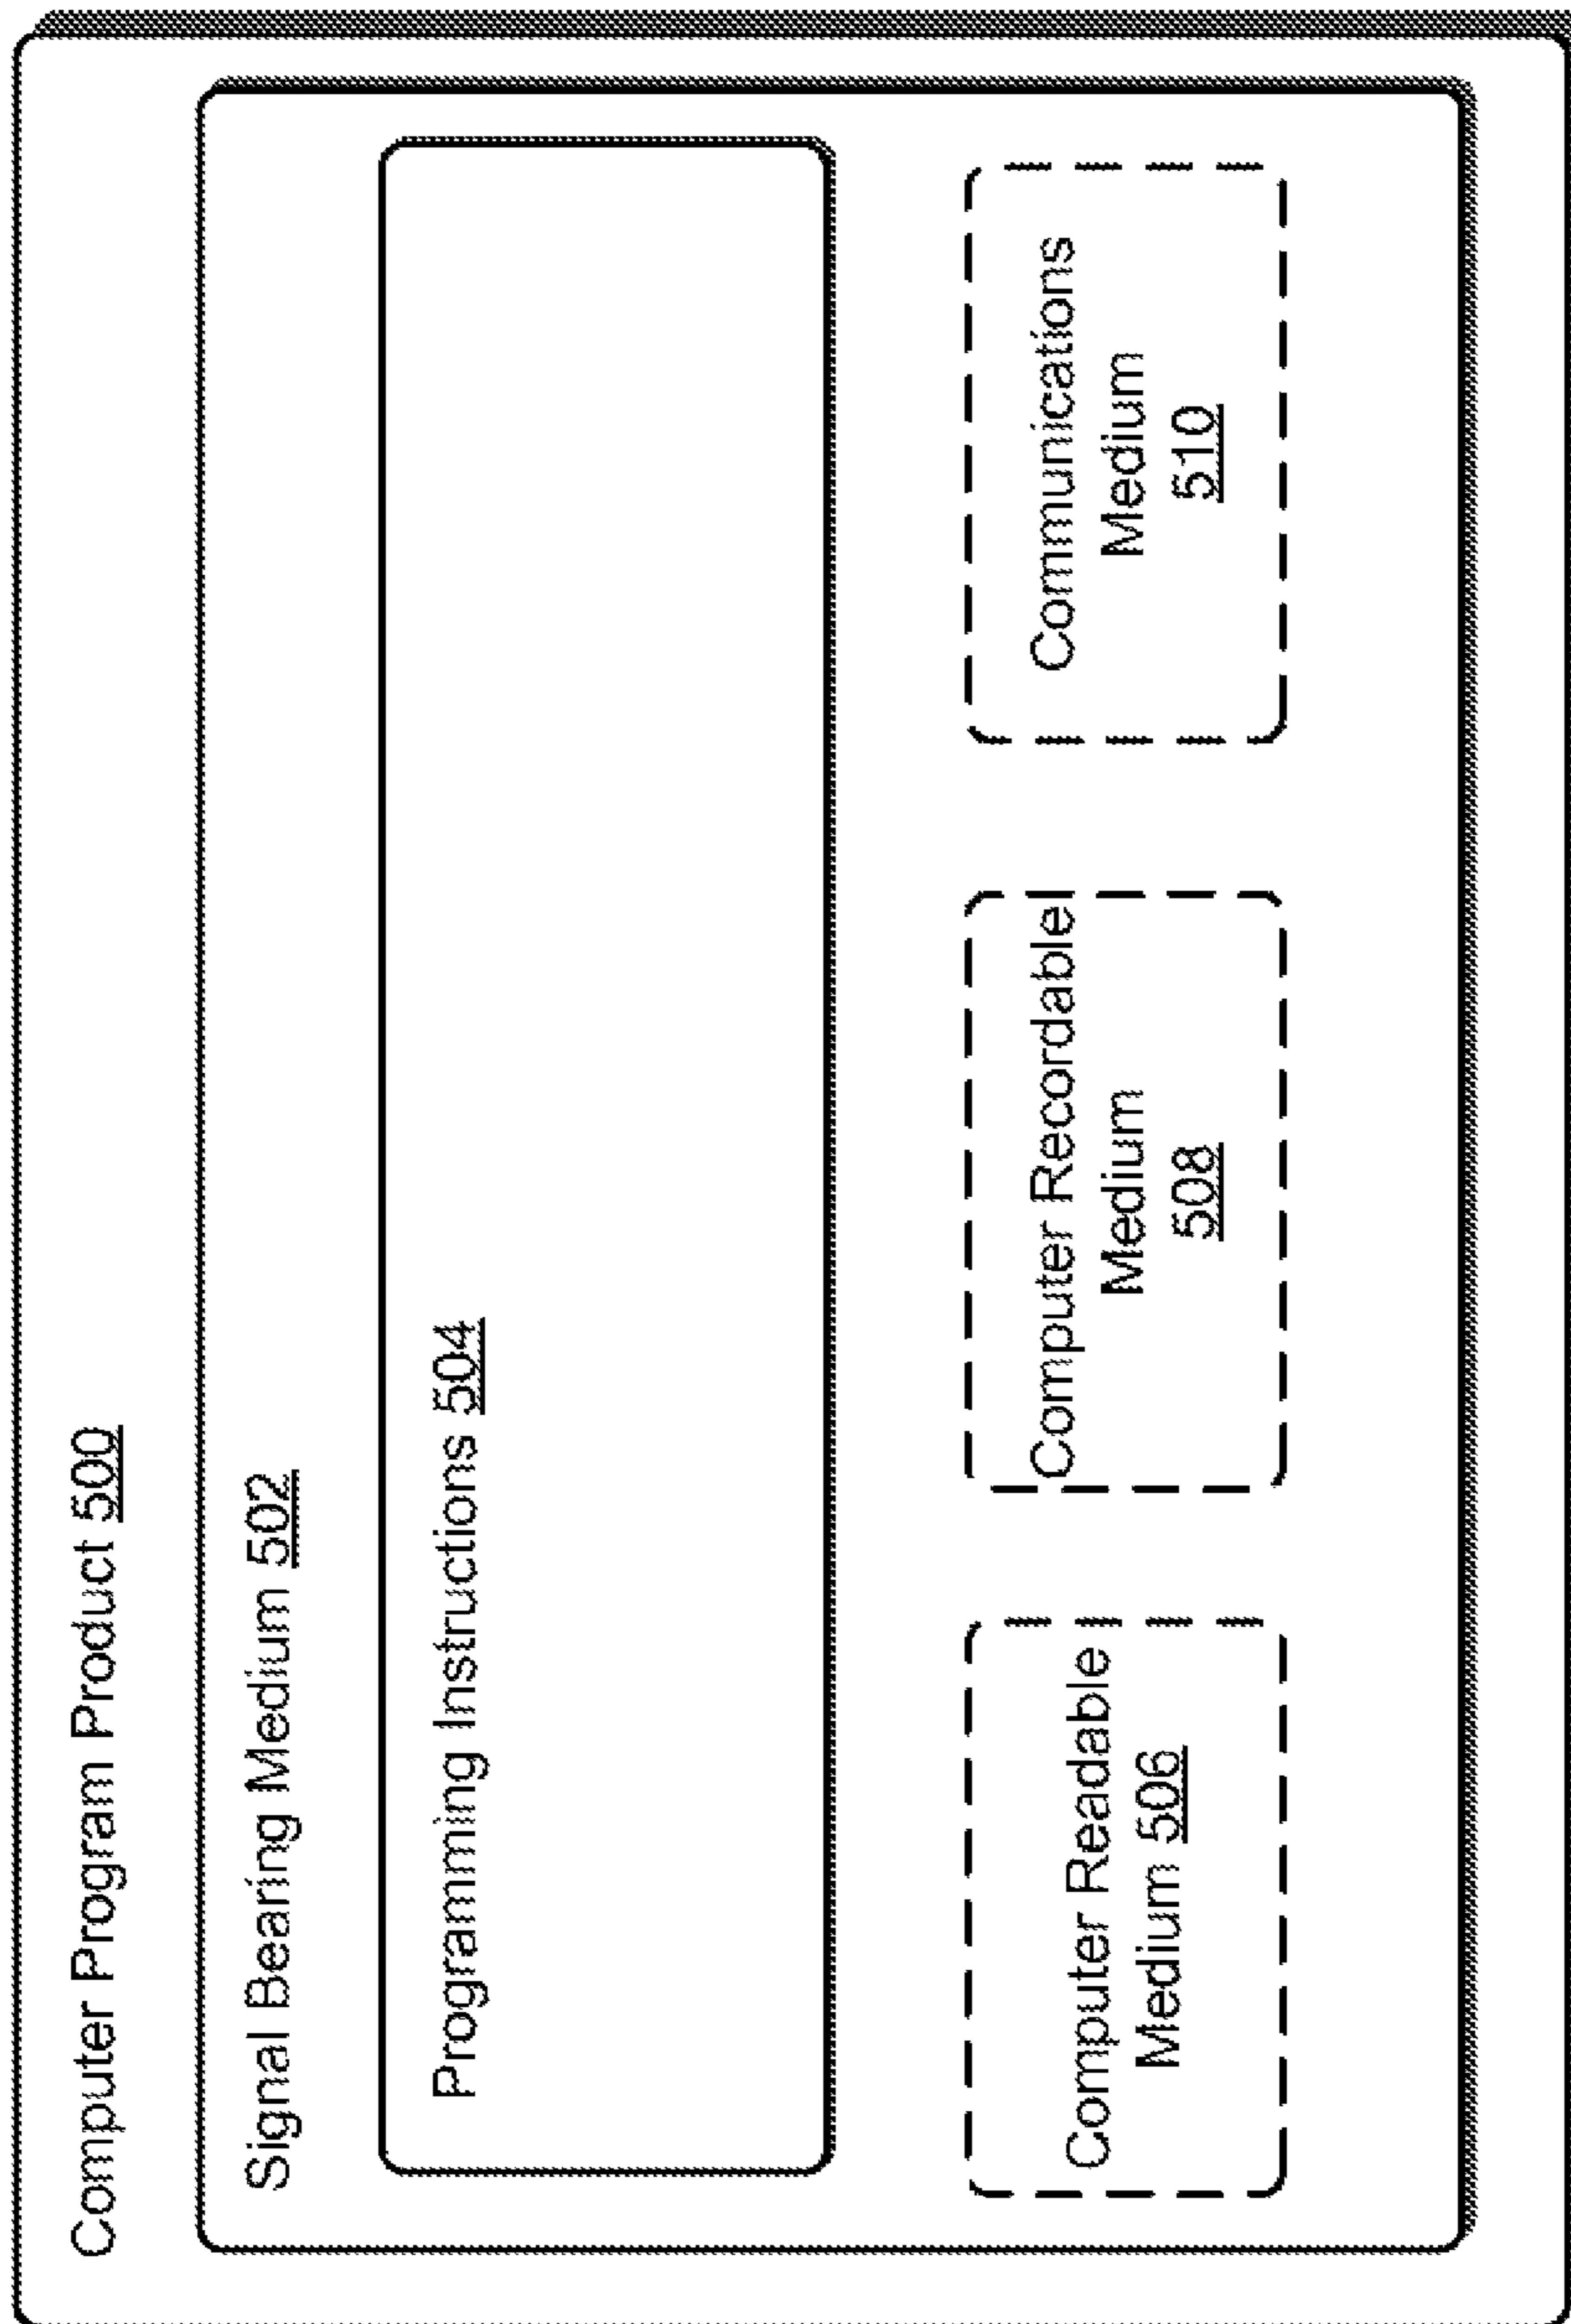 Computer Program Product 500
Signal Bearing Medium 502
Programming Instructions 504
Computer Readable
Medium 506
Computer Recordable
Medium
508
Communications
Medium
510